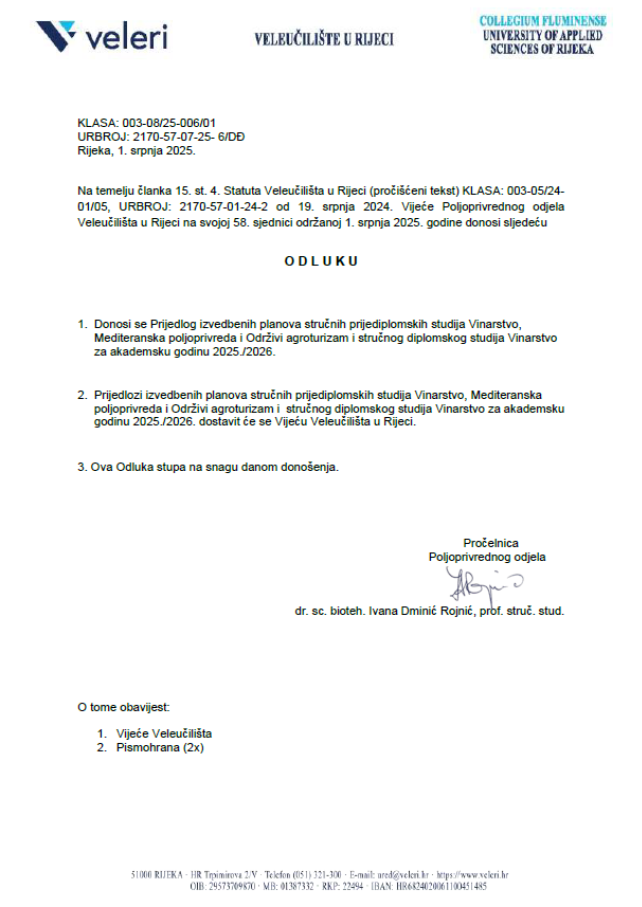 veleri
VELEUČILIŠTE U RIJECI
COLLEGIUM FLUMINENSE
UNIVERSITY OF APPLIED
SCIENCES OF RIJEKA
KLASA: 003-08/25-006/01
URBROJ: 2170-57-07-25- 6/DĐ
Rijeka, 1. srpnja 2025.
Na temelju članka 15. st. 4. Statuta Veleučilišta u Rijeci (pročišćeni tekst) KLASA: 003-05/24-
01/05, URBROJ: 2170-57-01-24-2 od 19. srpnja 2024. Vijeće Poljoprivrednog odjela
Veleučilišta u Rijeci na svojoj 58. sjednici održanoj 1. srpnja 2025. godine donosi sljedeću
O D L U K U
1. Donosi se Prijedlog izvedbenih planova stručnih prijediplomskih studija Vinarstvo,
Mediteranska poljoprivreda i Održivi agroturizam i stručnog diplomskog studija Vinarstvo
za akademsku godinu 2025./2026.
2. Prijedlozi izvedbenih planova stručnih prijediplomskih studija Vinarstvo, Mediteranska
poljoprivreda i Održivi agroturizam i stručnog diplomskog studija Vinarstvo za akademsku
godinu 2025./2026. dostavit će se Vijeću Veleučilišta u Rijeci.
3. Ova Odluka stupa na snagu danom donošenja.
Pročelnica
Poljoprivrednog odjela
dr. sc. bioteh. Ivana Dminić Rojnić, prof. struč. stud.
O tome obavijest:
1. Vijeće Veleučilišta
2. Pismohrana (2x)
51000 RIJEKA · HR Trpimirova 2/V · Telefon (051) 321-300 · E-mail: ured@veleri.hr · https://www.veleri.hr
OIB: 29573709870 · MB: 01387332 · RKP: 22494 · IBAN: HR6824020061100451485